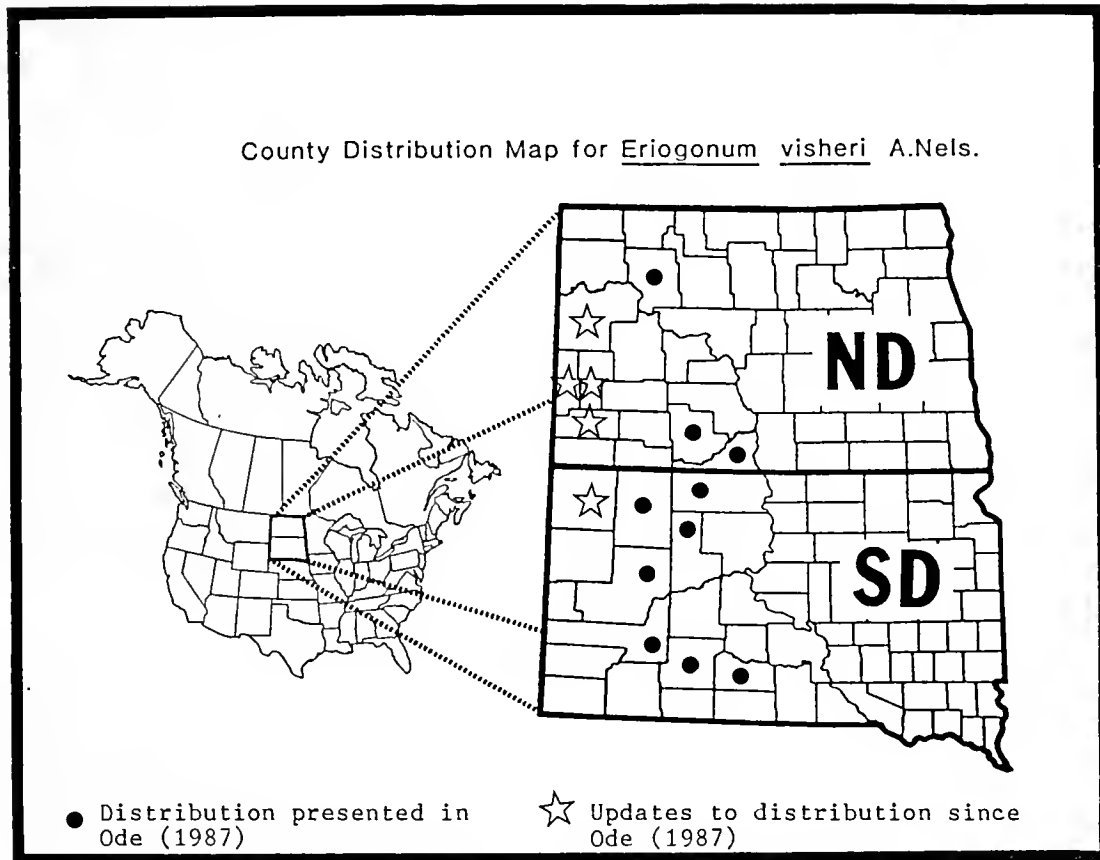 County Distribution Map for Eriogonum visheri A.Nels.
ND
SD
Distribution presented in
Ode (1987)
Updates to distribution since
Ode (1987)